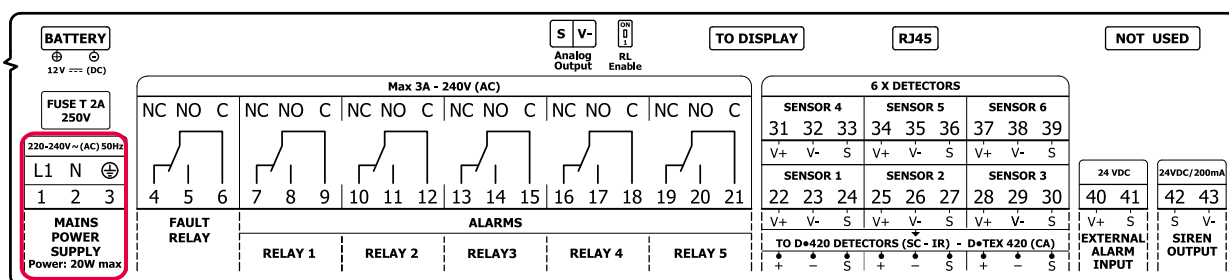 BATTERY
⊕ ⊖
12V ⎓ (DC)
FUSE T 2A
250V
220-240V~(AC) 50Hz
L1 N ⏚
1 2 3
MAINS
POWER
SUPPLY
Power: 20W max
S V-
Analog
Output
ON
1
RL
Enable
TO DISPLAY
RJ45
NOT USED
Max 3A - 240V (AC)
NC NO C NC NO C NC NO C NC NO C NC NO C NC NO C
4 5 6 7 8 9 10 11 12 13 14 15 16 17 18 19 20 21
FAULT
RELAY
ALARMS
RELAY 1 RELAY 2 RELAY3 RELAY 4 RELAY 5
6 X DETECTORS
SENSOR 4 SENSOR 5 SENSOR 6
31 32 33 34 35 36 37 38 39
V+ V- S V+ V- S V+ V- S
SENSOR 1 SENSOR 2 SENSOR 3
22 23 24 25 26 27 28 29 30
V+ V- S V+ V- S V+ V- S
TO D•420 DETECTORS (SC - IR) - D•TEX 420 (CA)
+ - S + - S + - S
24 VDC
40 41
V+ S
EXTERNAL
ALARM
INPUT
24VDC/200mA
42 43
S V-
SIREN
OUTPUT